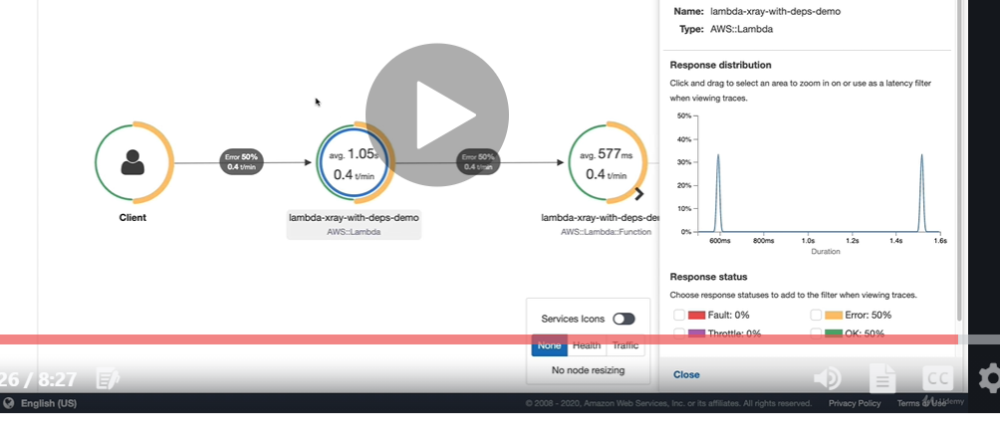 Name: lambda-xray-with-deps-demo
Type: AWS::Lambda
Response distribution
Click and drag to select an area to zoom in on or use as a latency filter
when viewing traces.
50%
40%
30%
20%
10%
0%
600ms 800ms 1.0s 1.2s 1.4s 1.6s
Duration
Error 50%
0.4 t/min
avg. 1.05s
0.4 t/min
Error 50%
0.4 t/min
avg. 577ms
0.4 t/min
Client
lambda-xray-with-deps-demo
AWS::Lambda
lambda-xray-with-deps-der
AWS::Lambda::Function
Response status
Choose response statuses to add to the filter when viewing traces.
Fault: 0%
Error: 50%
Throttle: 0%
OK: 50%
Services Icons
None Health Traffic
No node resizing
Close
26 / 8:27
CC
English (US)
© 2008 - 2020, Amazon Web Services, Inc. or its affiliates. All rights reserved. Privacy Policy Terms of Use
Udemy